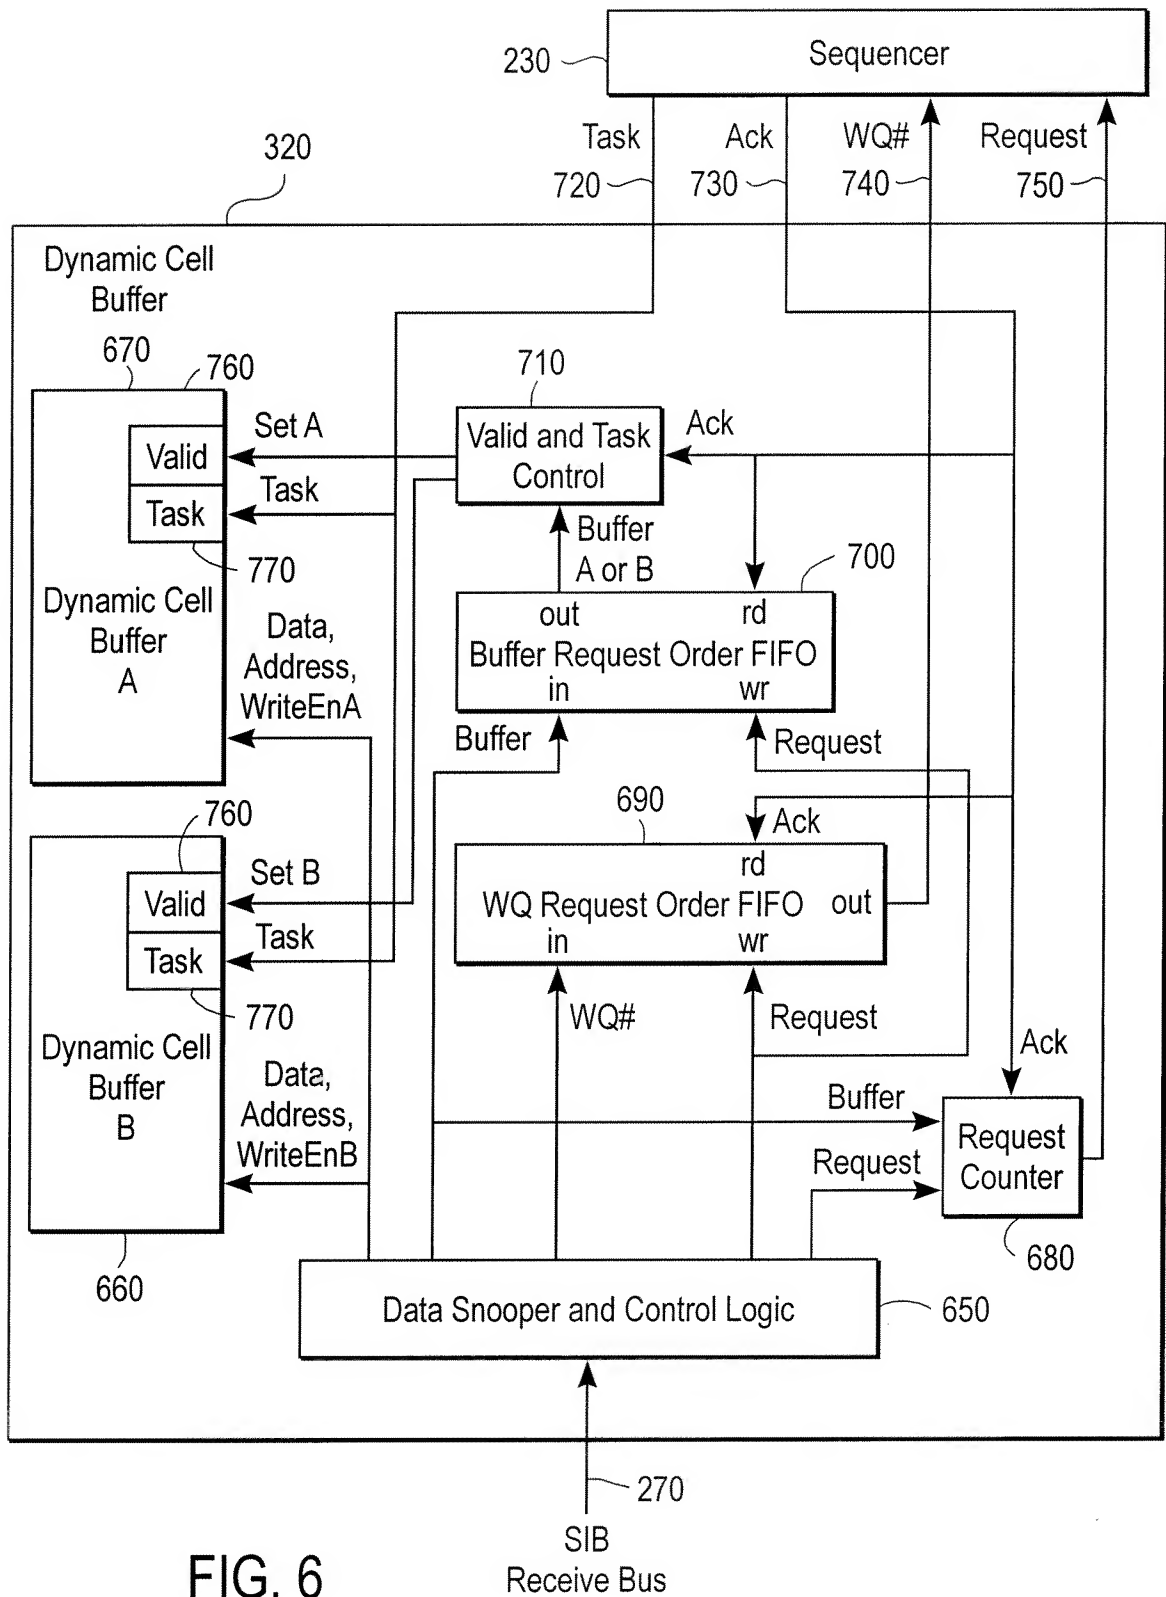 Sequencer
230
Task
Ack
WQ#
Request
720
730
740
750
320
Dynamic Cell
Buffer
670
760
710
Set A
Valid
Task
Task
Valid and Task
Control
Ack
Buffer
A or B
700
770
Dynamic Cell
Buffer
A
Data,
Address,
WriteEnA
out
rd
Buffer Request Order FIFO
in
wr
Buffer
Request
690
Ack
760
Set B
Valid
Task
Task
rd
WQ Request Order FIFO
out
in
wr
770
WQ#
Request
Dynamic Cell
Buffer
B
Data,
Address,
WriteEnB
Ack
Buffer
Request
Request
Counter
680
660
Data Snooper and Control Logic
650
270
SIB
Receive Bus
FIG. 6